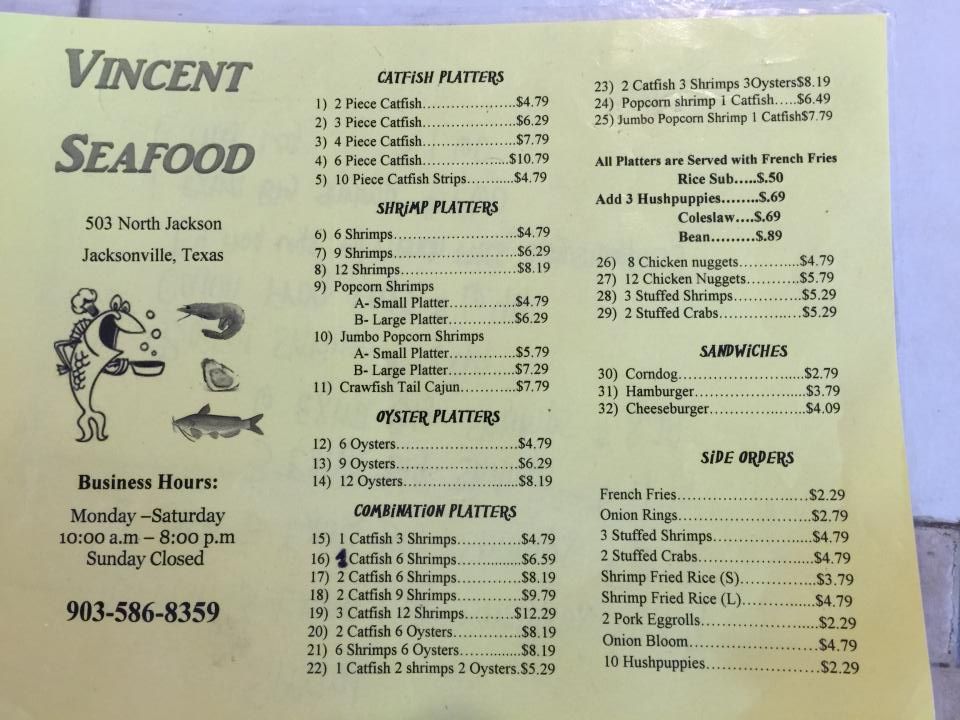 VINCENT
SEAFOOD
503 North Jackson
Jacksonville, Texas
Business Hours:
Monday –Saturday
10:00 a.m – 8:00 p.m
Sunday Closed
903-586-8359
CATFISH PLATTERS
1) 2 Piece Catfish....................$4.79
2) 3 Piece Catfish....................$6.29
3) 4 Piece Catfish....................$7.79
4) 6 Piece Catfish..................$10.79
5) 10 Piece Catfish Strips..........$4.79
SHRIMP PLATTERS
6) 6 Shrimps..........................$4.79
7) 9 Shrimps..........................$6.29
8) 12 Shrimps.........................$8.19
9) Popcorn Shrimps
A- Small Platter..............$4.79
B- Large Platter..............$6.29
10) Jumbo Popcorn Shrimps
A- Small Platter..............$5.79
B- Large Platter..............$7.29
11) Crawfish Tail Cajun............$7.79
OYSTER PLATTERS
12) 6 Oysters..........................$4.79
13) 9 Oysters..........................$6.29
14) 12 Oysters........................$8.19
COMBINATION PLATTERS
15) 1 Catfish 3 Shrimps..............$4.79
16) 1 Catfish 6 Shrimps..............$6.59
17) 2 Catfish 6 Shrimps..............$8.19
18) 2 Catfish 9 Shrimps..............$9.79
19) 3 Catfish 12 Shrimps...........$12.29
20) 2 Catfish 6 Oysters...............$8.19
21) 6 Shrimps 6 Oysters.............$8.19
22) 1 Catfish 2 shrimps 2 Oysters.$5.29
23) 2 Catfish 3 Shrimps 3Oysters$8.19
24) Popcorn shrimp 1 Catfish.....$6.49
25) Jumbo Popcorn Shrimp 1 Catfish$7.79
All Platters are Served with French Fries
Rice Sub.....$.50
Add 3 Hushpuppies........$.69
Coleslaw....$.69
Bean.........$.89
26) 8 Chicken nuggets.............$4.79
27) 12 Chicken Nuggets...........$5.79
28) 3 Stuffed Shrimps..............$5.29
29) 2 Stuffed Crabs.................$5.29
SANDWICHES
30) Corndog..........................$2.79
31) Hamburger.......................$3.79
32) Cheeseburger....................$4.09
SIDE ORDERS
French Fries..........................$2.29
Onion Rings..........................$2.79
3 Stuffed Shrimps...................$4.79
2 Stuffed Crabs......................$4.79
Shrimp Fried Rice (S)..............$3.79
Shrimp Fried Rice (L)..............$4.79
2 Pork Eggrolls......................$2.29
Onion Bloom.........................$4.79
10 Hushpuppies.....................$2.29